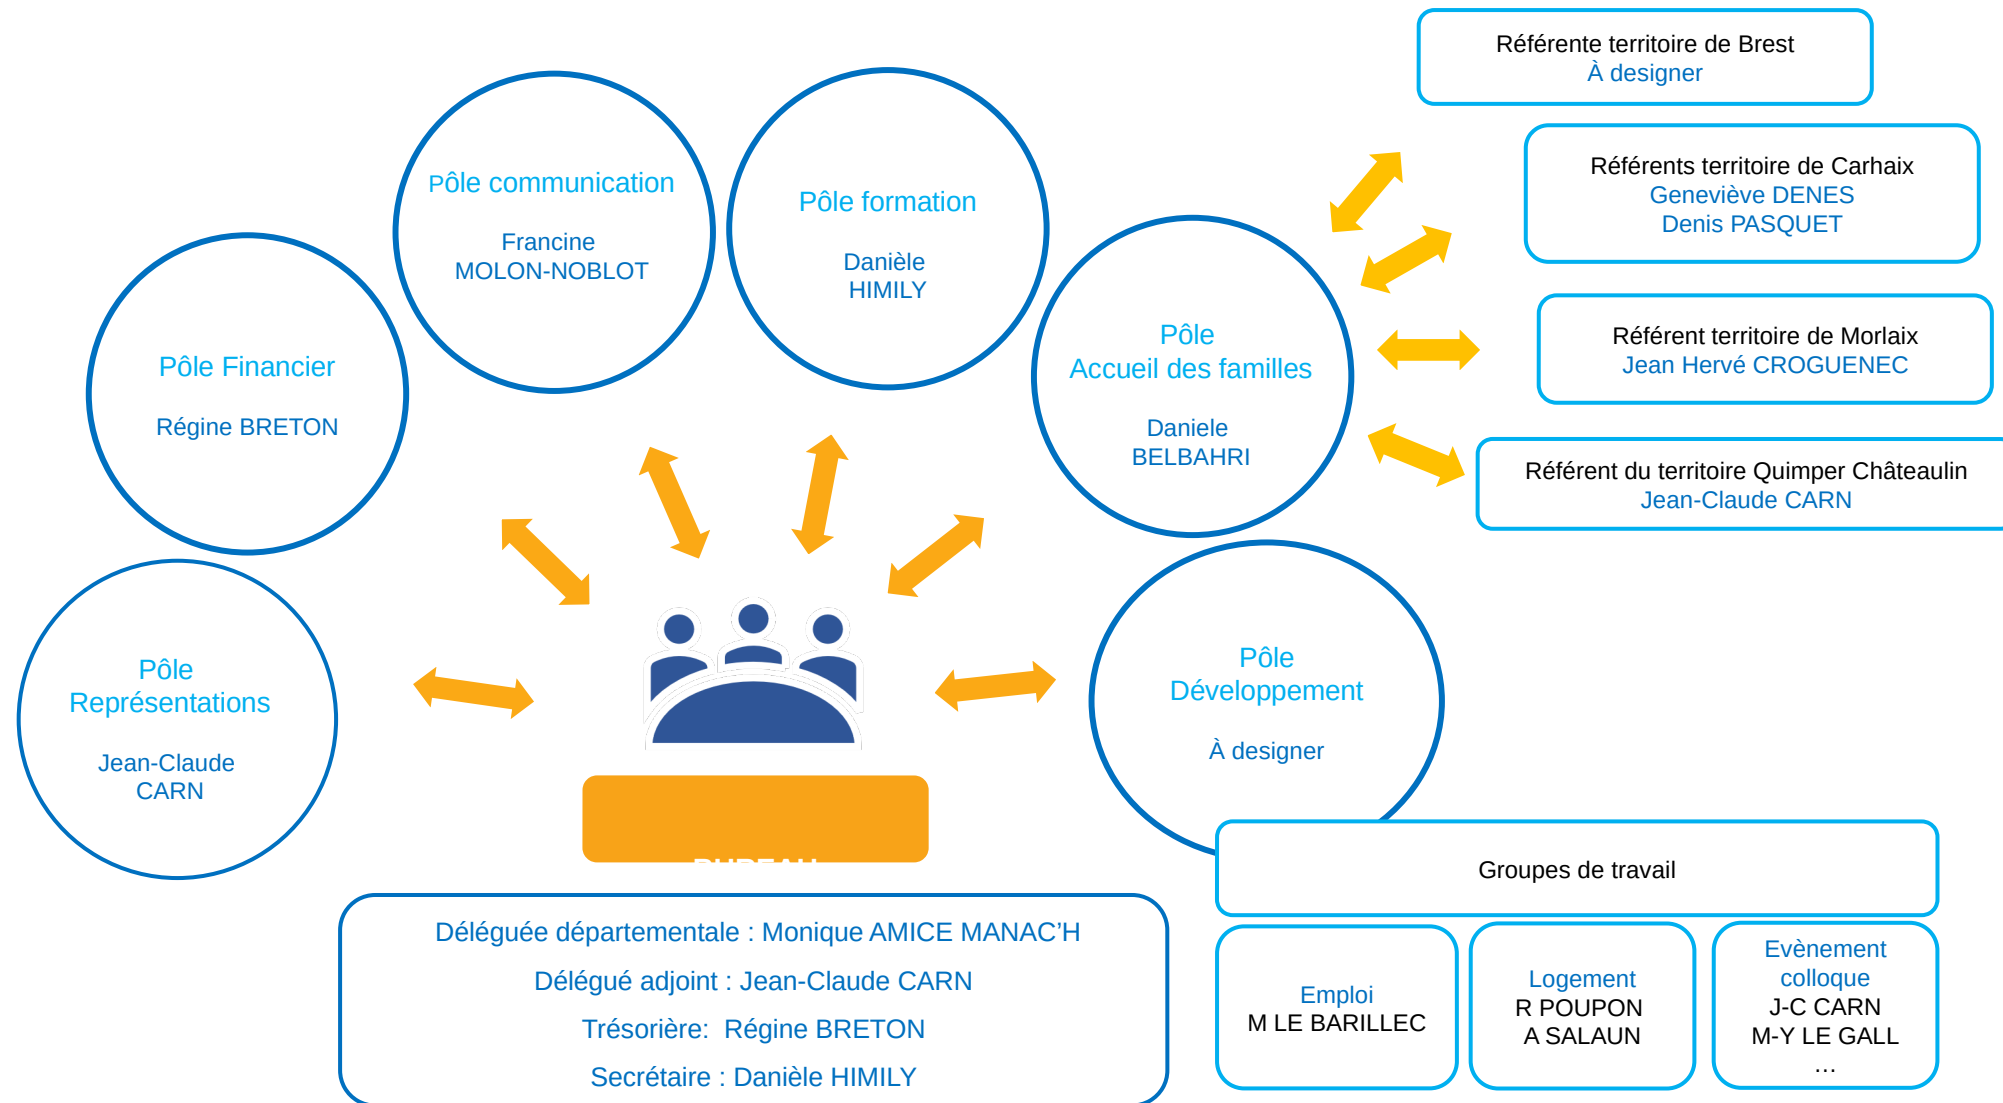 Référente territoire de Brest
À designer
Référents territoire de Carhaix
Geneviève DENES
Denis PASQUET
Référent territoire de Morlaix
Jean Hervé CROGUENEC
Référent du territoire Quimper Châteaulin
Jean-Claude CARN
Pôle communication
Francine
MOLON-NOBLOT
Pôle formation
Danièle
HIMILY
Pôle Financier
Régine BRETON
Pôle
Accueil des familles
Daniele
BELBAHRI
Pôle
Représentations
Jean-Claude
CARN
Pôle
Développement
À designer
BUREAU
Déléguée départementale : Monique AMICE MANAC’H
Délégué adjoint : Jean-Claude CARN
Trésorière:  Régine BRETON
Secrétaire : Danièle HIMILY
Groupes de travail
Emploi
M LE BARILLEC
Logement
R POUPON
A SALAUN
Evènement
colloque
J-C CARN
M-Y LE GALL
…